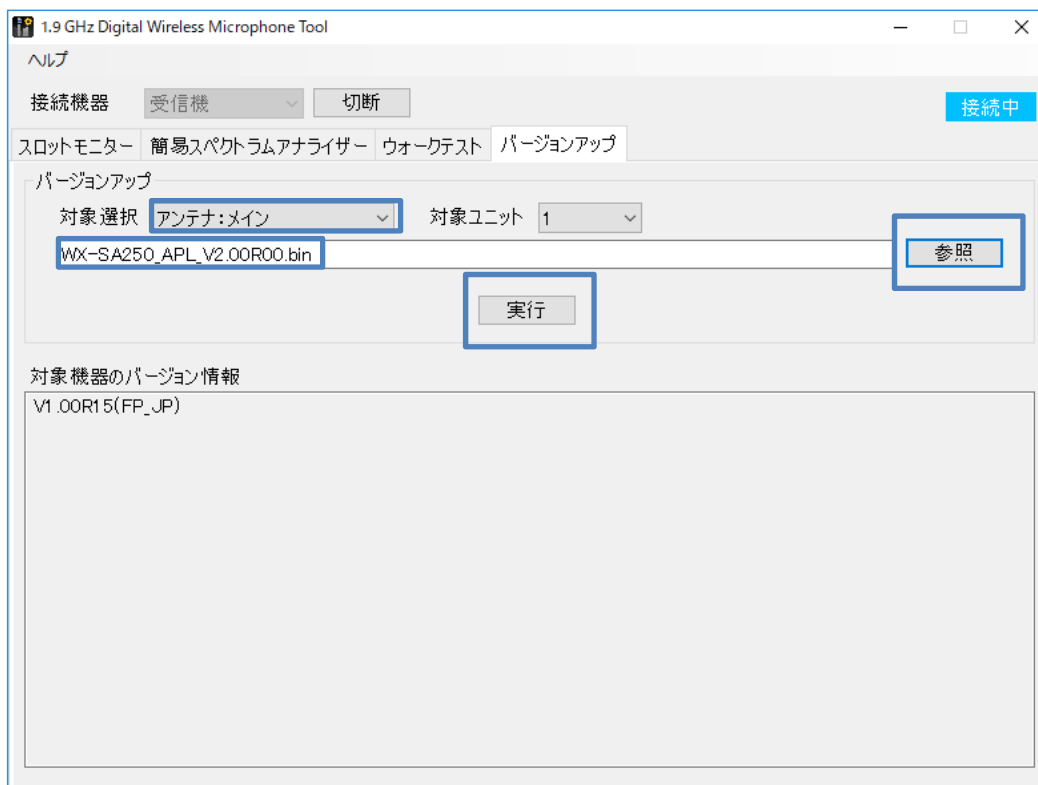 1.9 GHz Digital Wireless Microphone Tool
ヘルプ
接続機器 受信機 切断 接続中
スロットモニター 簡易スペクトラムアナライザー ウォークテスト バージョンアップ
バージョンアップ
対象選択 アンテナ:メイン 対象ユニット 1
WX-SA250_APL_V2.00R00.bin 参照
実行
対象機器のバージョン情報
V1.00R15(FP_JP)